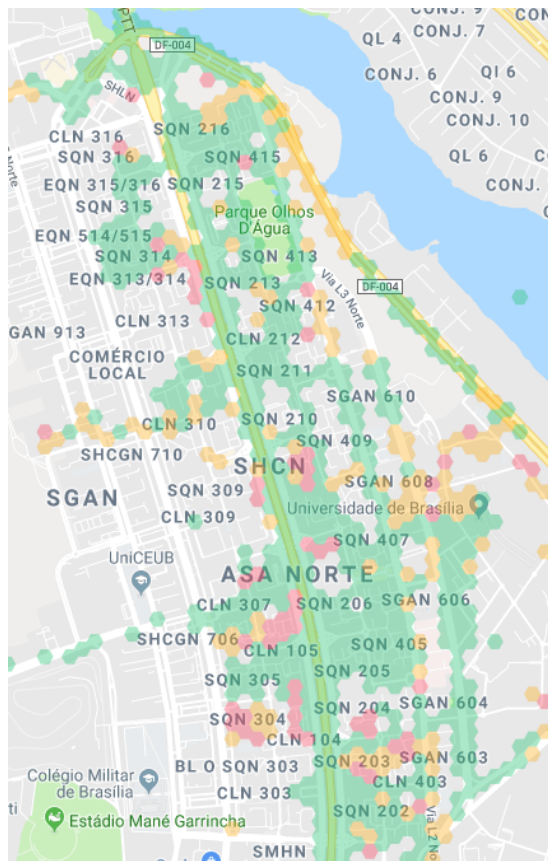 CONJ. 9
CONJ. 7
PTT
DF-004
QL 4
CONJ. 6
QI 6
CONJ. 9
CONJ. 10
SHLN
SQN 216
CLN 316
SQN 316
SQN 415
QL 6
EQN 315/316
SQN 215
CONJ.
SQN 315
Parque Olhos
D'Água
EQN 514/515
SQN 314
SQN 413
EQN 313/314
SQN 213
Via L3 Norte
DF-004
SQN 412
CLN 313
GAN 913
CLN 212
COMÉRCIO
LOCAL
SQN 211
SGAN 610
CLN 310
SQN 210
SQN 409
SHCGN 710
SHCN
SGAN 608
SGAN
SQN 309
Universidade de Brasília
CLN 309
SQN 407
UniCEUB
ASA NORTE
CLN 307
SQN 206
SGAN 606
SHCGN 706
CLN 105
SQN 405
SQN 305
SQN 205
SQN 304
SQN 204
SGAN 604
CLN 104
BL O SQN 303
SQN 203
SGAN 603
Colégio Militar
de Brasília
CLN 303
CLN 403
ti
Estádio Mané Garrincha
SQN 202
Via L2 Nor
SMHN